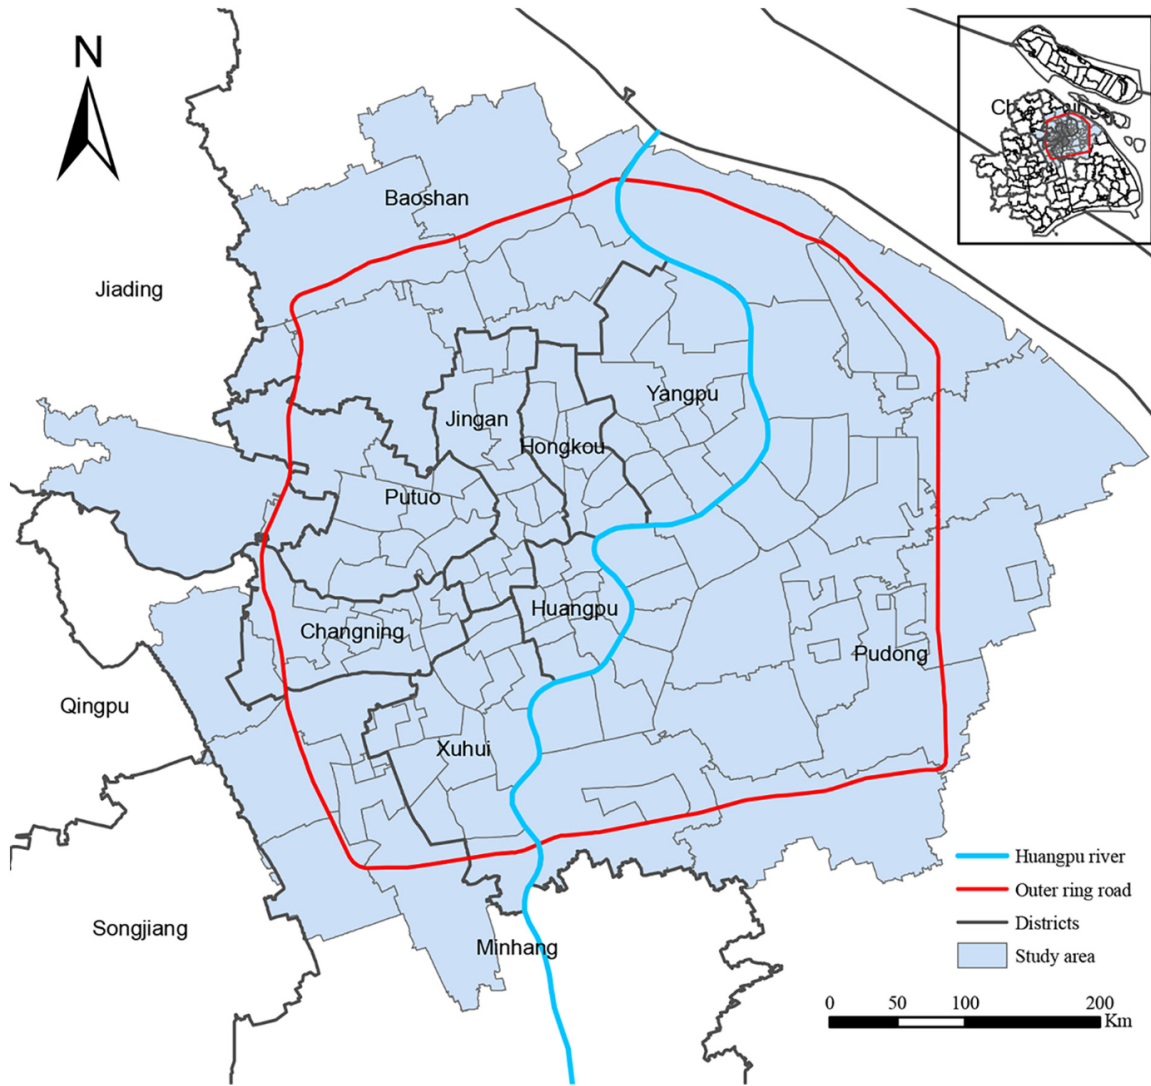 N
Baoshan
Jiading
Yangpu
Jingan
Hongkou
Putuo
Huangpu
Changning
Pudong
Qingpu
Xuhui
Songjiang
Minhang
Huangpu river
Outer ring road
Districts
Study area
0 50 100 200
Km